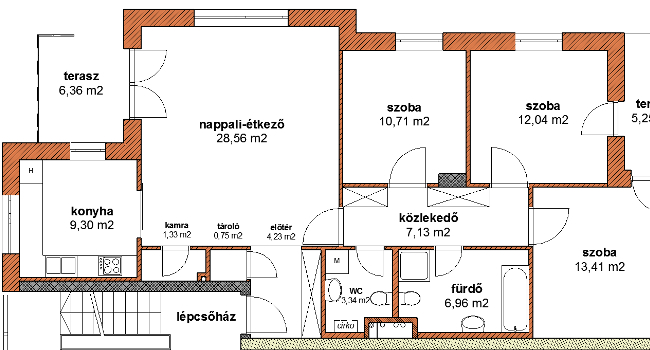 terasz
6,36 m2
nappali-étkező
28,56 m2
szoba
10,71 m2
szoba
12,04 m2
5,25
H
konyha
9,30 m2
kamra
1,33 m2
tároló
0,75 m2
előtér
4,23 m2
közlekedő
7,13 m2
szoba
13,41 m2
M
WC
3,34 m2
fürdő
6,96 m2
cirko
lépcsőház